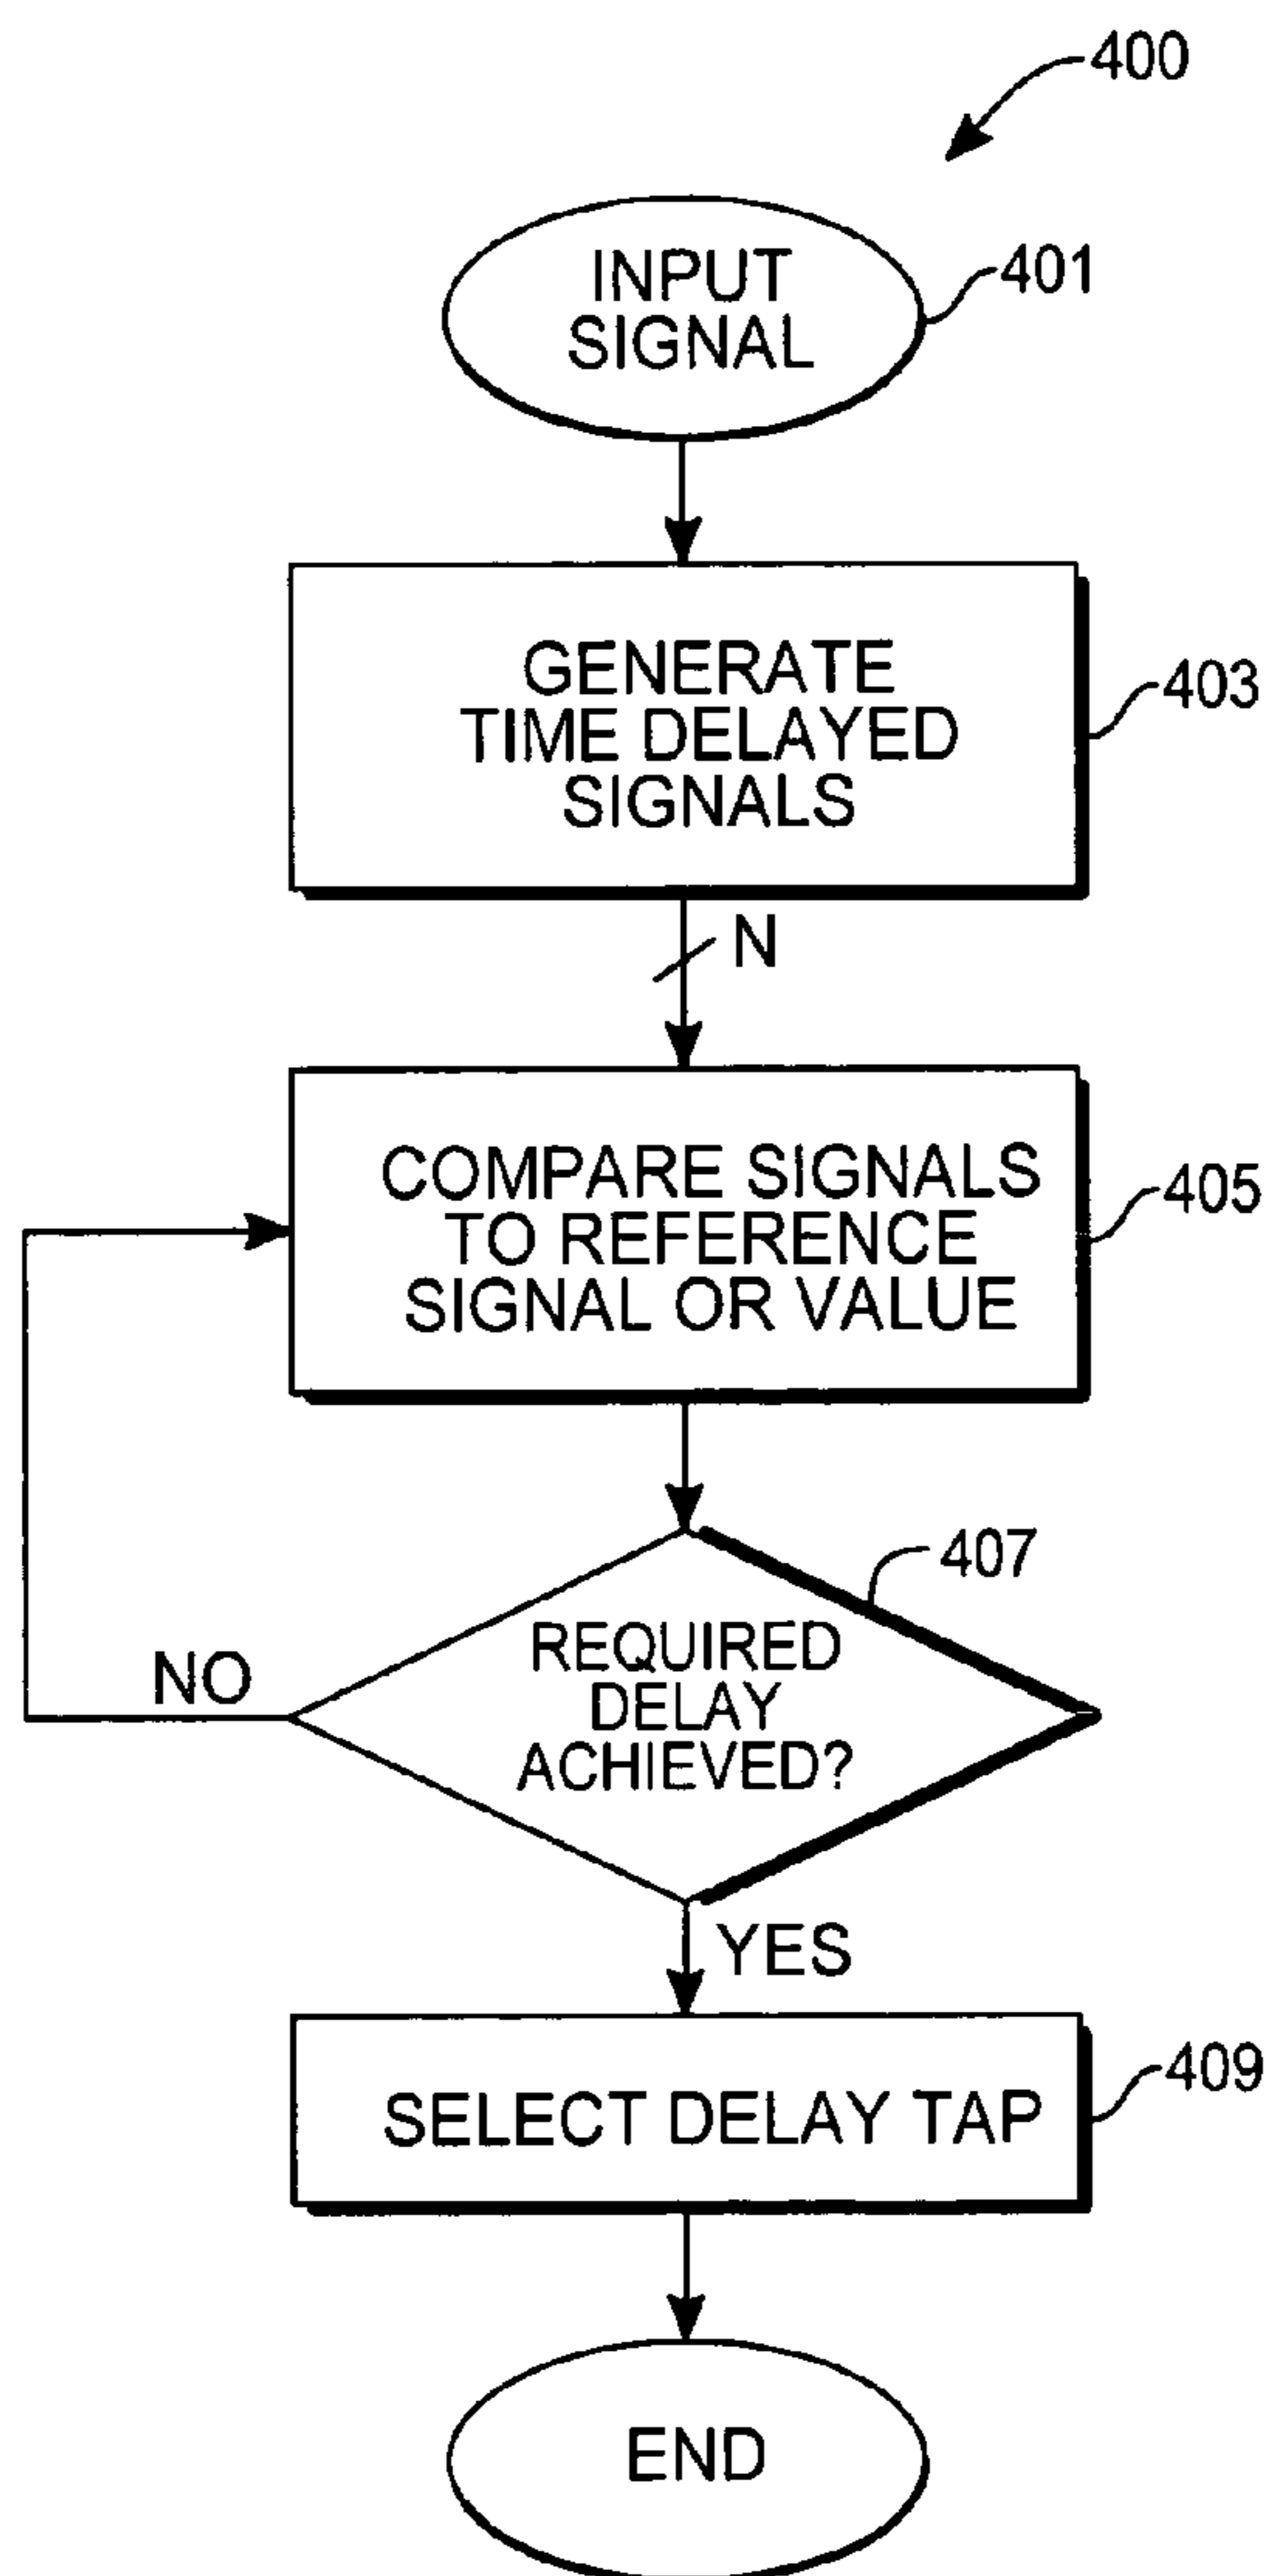 400
INPUT
SIGNAL
401
GENERATE
TIME DELAYED
SIGNALS
403
N
COMPARE SIGNALS
TO REFERENCE
SIGNAL OR VALUE
405
407
REQUIRED
DELAY
ACHIEVED?
NO
YES
SELECT DELAY TAP
409
END